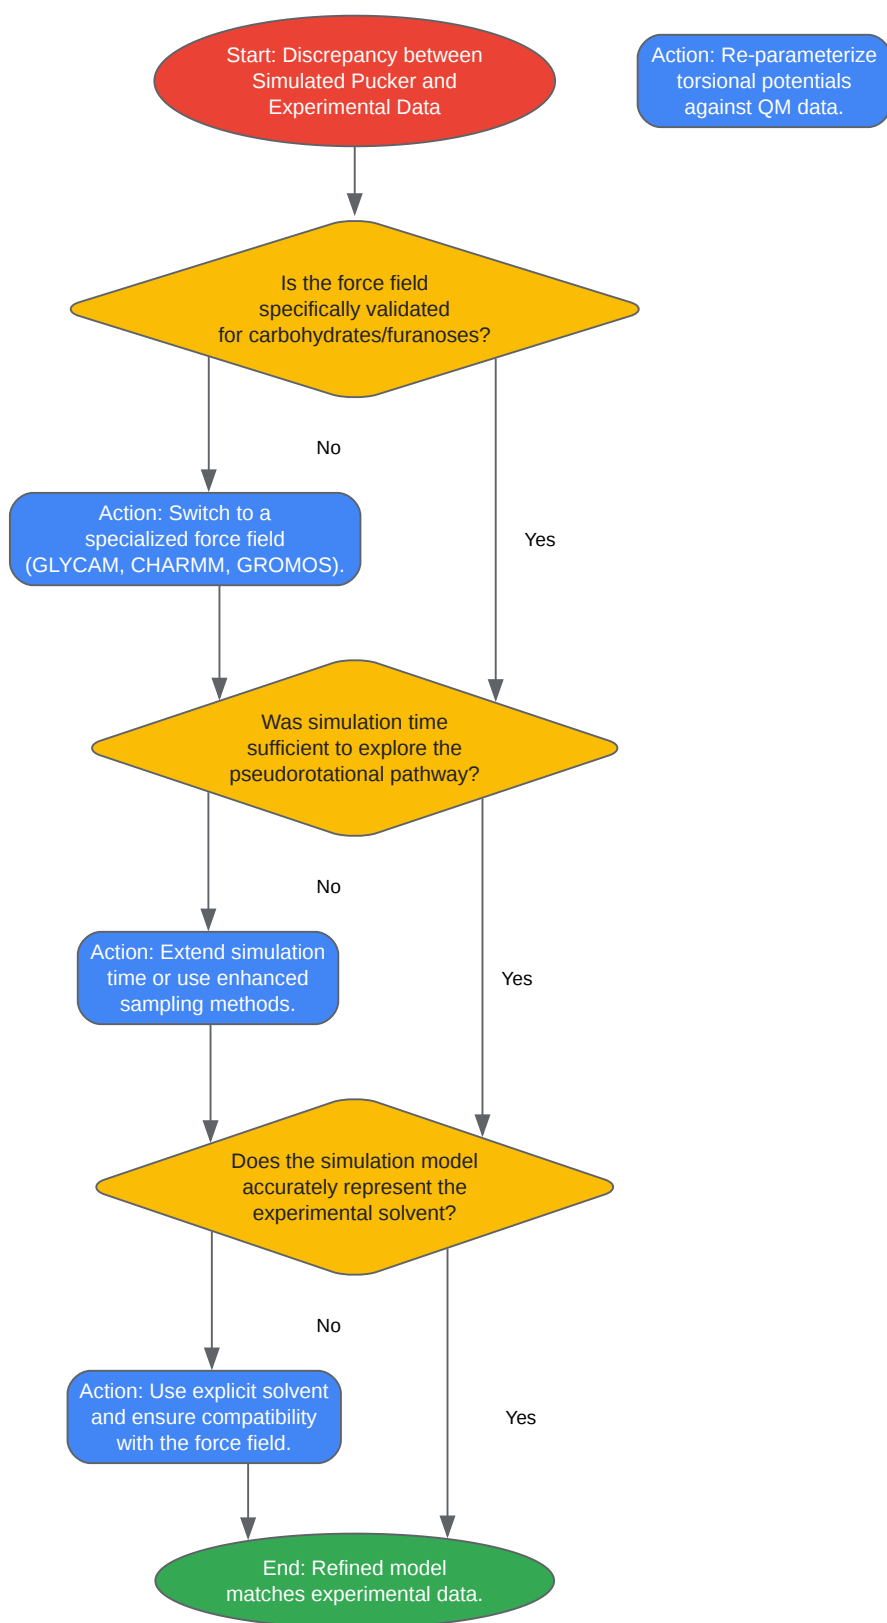 Start: Discrepancy between
Simulated Pucker and
Experimental Data
Action: Re-parameterize
torsional potentials
against QM data.
Is the force field
specifically validated
for carbohydrates/furanoses?
No
Action: Switch to a
specialized force field
(GLYCAM, CHARMM, GROMOS).
Yes
Was simulation time
sufficient to explore the
pseudorotational pathway?
No
Action: Extend simulation
time or use enhanced
sampling methods.
Yes
Does the simulation model
accurately represent the
experimental solvent?
No
Action: Use explicit solvent
and ensure compatibility
with the force field.
Yes
End: Refined model
matches experimental data.